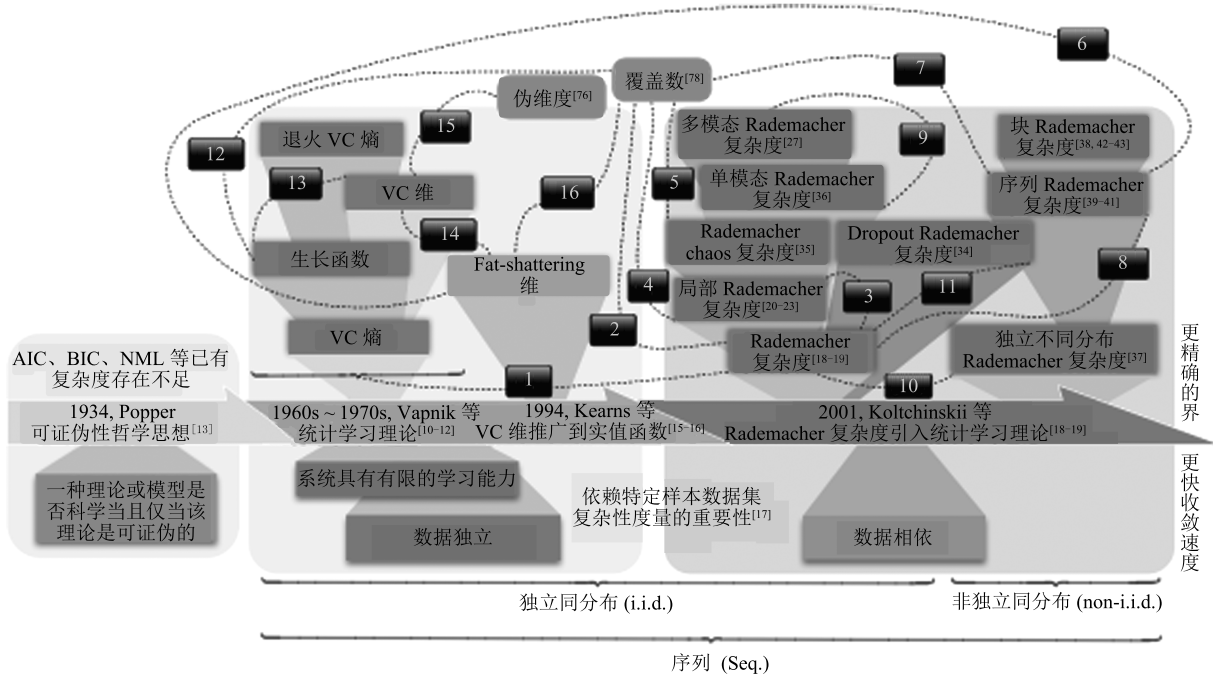 6
7
覆盖数[78]
伪维度[76]
15
12
退火 VC 熵
13
VC 维
16
14
生长函数
Fat-shattering
维
VC 熵
2
1
多模态 Rademacher
复杂度[27]
9
5
单模态 Rademacher
复杂度[36]
Rademacher
chaos 复杂度[35]
Dropout Rademacher
复杂度[34]
4
局部 Rademacher
复杂度[20−23]
3
11
Rademacher
复杂度[18−19]
10
块 Rademacher
复杂度[38, 42−43]
序列 Rademacher
复杂度[39−41]
8
独立不同分布
Rademacher 复杂度[37]
更精确的界
AIC、BIC、NML 等已有
复杂度存在不足
1934, Popper
可证伪性哲学思想[13]
1960s ~ 1970s, Vapnik 等
统计学习理论[10−12]
1994, Kearns 等
VC 维推广到实值函数[15−16]
2001, Koltchinskii 等
Rademacher 复杂度引入统计学习理论[18−19]
更快收敛速度
一种理论或模型是
否科学当且仅当该
理论是可证伪的
系统具有有限的学习能力
数据独立
依赖特定样本数据集
复杂性度量的重要性[17]
数据相依
独立同分布 (i.i.d.)
非独立同分布 (non-i.i.d.)
序列 (Seq.)